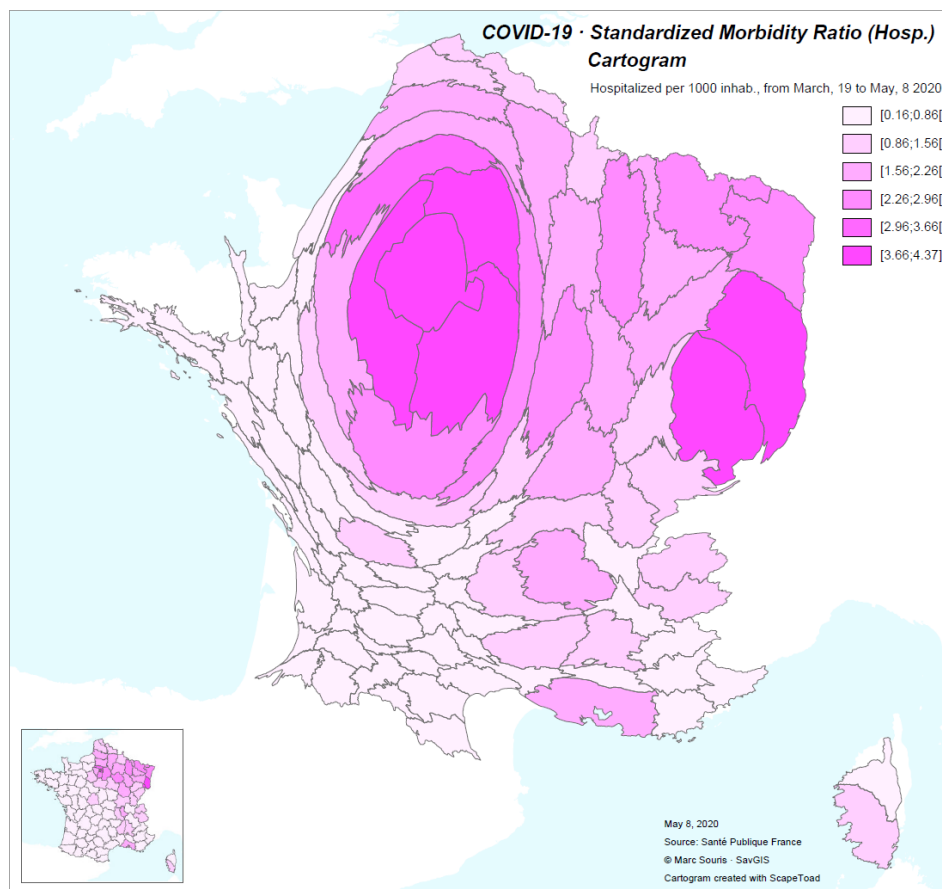 COVID-19 · Standardized Morbidity Ratio (Hosp.)
Cartogram
Hospitalized per 1000 inhab., from March, 19 to May, 8 2020
[0.16;0.86[
[0.86;1.56[
[1.56;2.26[
[2.26;2.96[
[2.96;3.66[
[3.66;4.37]
May 8, 2020
Source: Santé Publique France
© Marc Souris - SavGIS
Cartogram created with ScapeToad